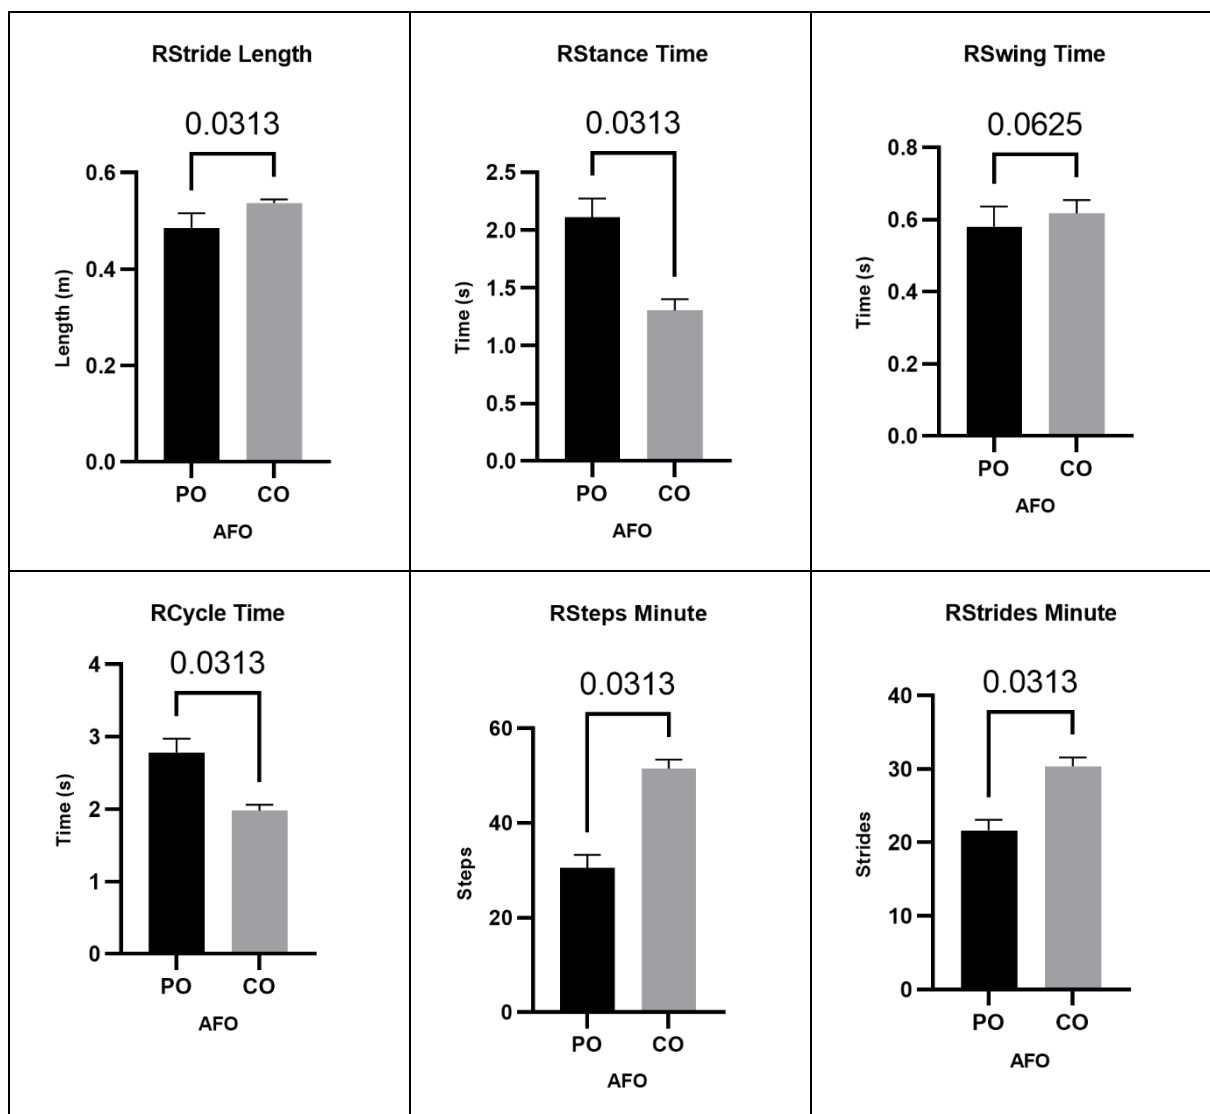 RStride Length
0.0313
0.6
0.4
0.2
0.0
Length (m)
PO CO
AFO
RStance Time
0.0313
2.5
2.0
1.5
1.0
0.5
0.0
Time (s)
PO CO
AFO
RSwing Time
0.0625
0.8
0.6
0.4
0.2
0.0
Time (s)
PO CO
AFO
RCycle Time
0.0313
4
3
2
1
0
Time (s)
PO CO
AFO
RSteps Minute
0.0313
60
40
20
0
Steps
PO CO
AFO
RStrides Minute
0.0313
40
30
20
10
0
Strides
PO CO
AFO